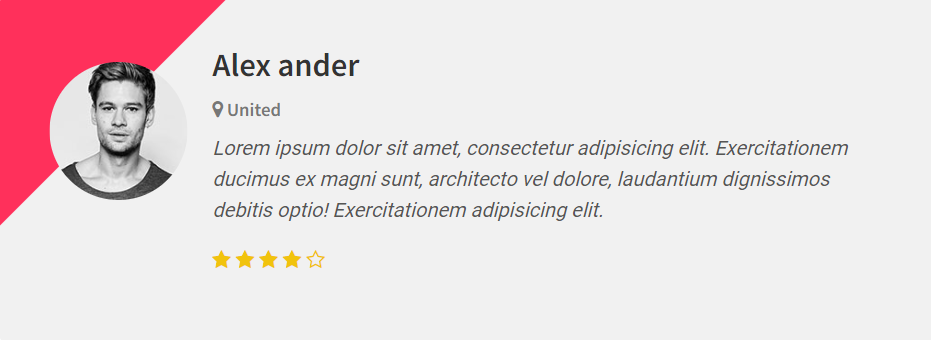 Alex ander
United
Lorem ipsum dolor sit amet, consectetur adipisicing elit. Exercitationem
ducimus ex magni sunt, architecto vel dolore, laudantium dignissimos
debitis optio! Exercitationem adipisicing elit.